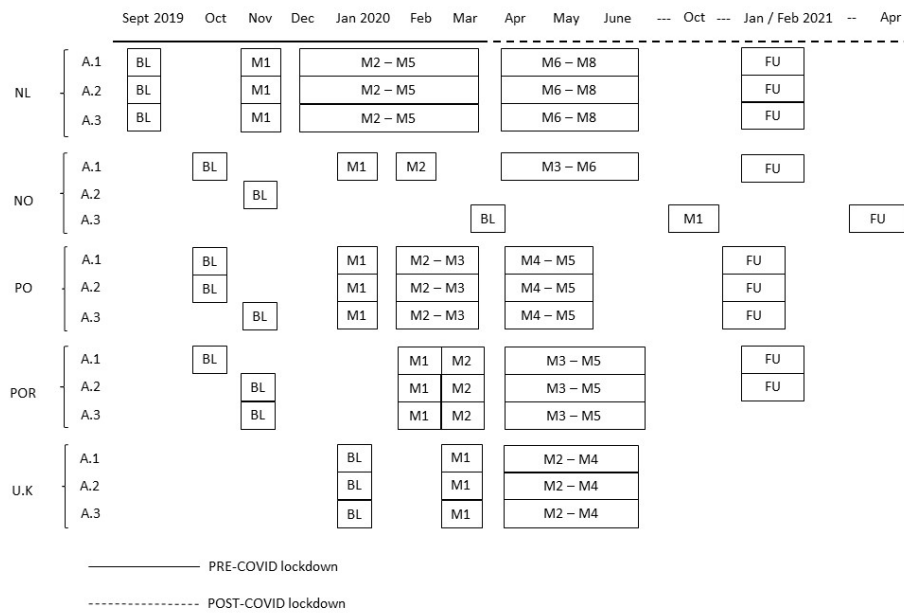 Sept 2019 Oct Nov Dec Jan 2020 Feb Mar Apr May June --- Oct --- Jan / Feb 2021 -- Apr
A.1 BL M1 M2 – M5 M6 – M8 FU
NL A.2 BL M1 M2 – M5 M6 – M8 FU
A.3 BL M1 M2 – M5 M6 – M8 FU
A.1 BL M1 M2 M3 – M6 FU
NO A.2 BL
A.3 BL M1 FU
A.1 BL M1 M2 – M3 M4 – M5 FU
PO A.2 BL M1 M2 – M3 M4 – M5 FU
A.3 BL M1 M2 – M3 M4 – M5 FU
A.1 BL M1 M2 M3 – M5 FU
POR A.2 BL M1 M2 M3 – M5 FU
A.3 BL M1 M2 M3 – M5
A.1 BL M1 M2 – M4
U.K A.2 BL M1 M2 – M4
A.3 BL M1 M2 – M4
PRE-COVID lockdown
POST-COVID lockdown